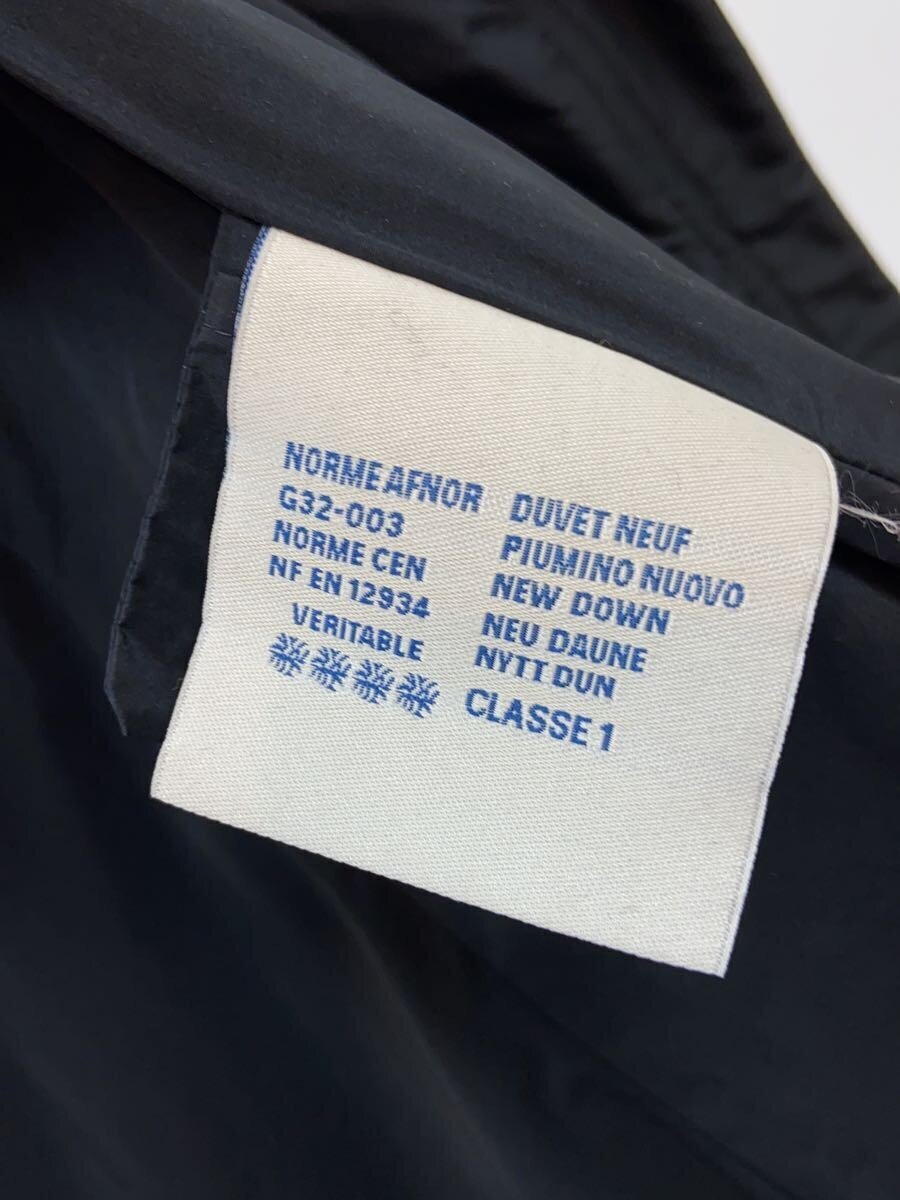 NORME AFNOR
G32-003
NORME CEN
NF EN 12934
VERITABLE
DUVET NEUF
PIUMINO NUOVO
NEW DOWN
NEU DAUNE
NYTT DUN
CLASSE 1